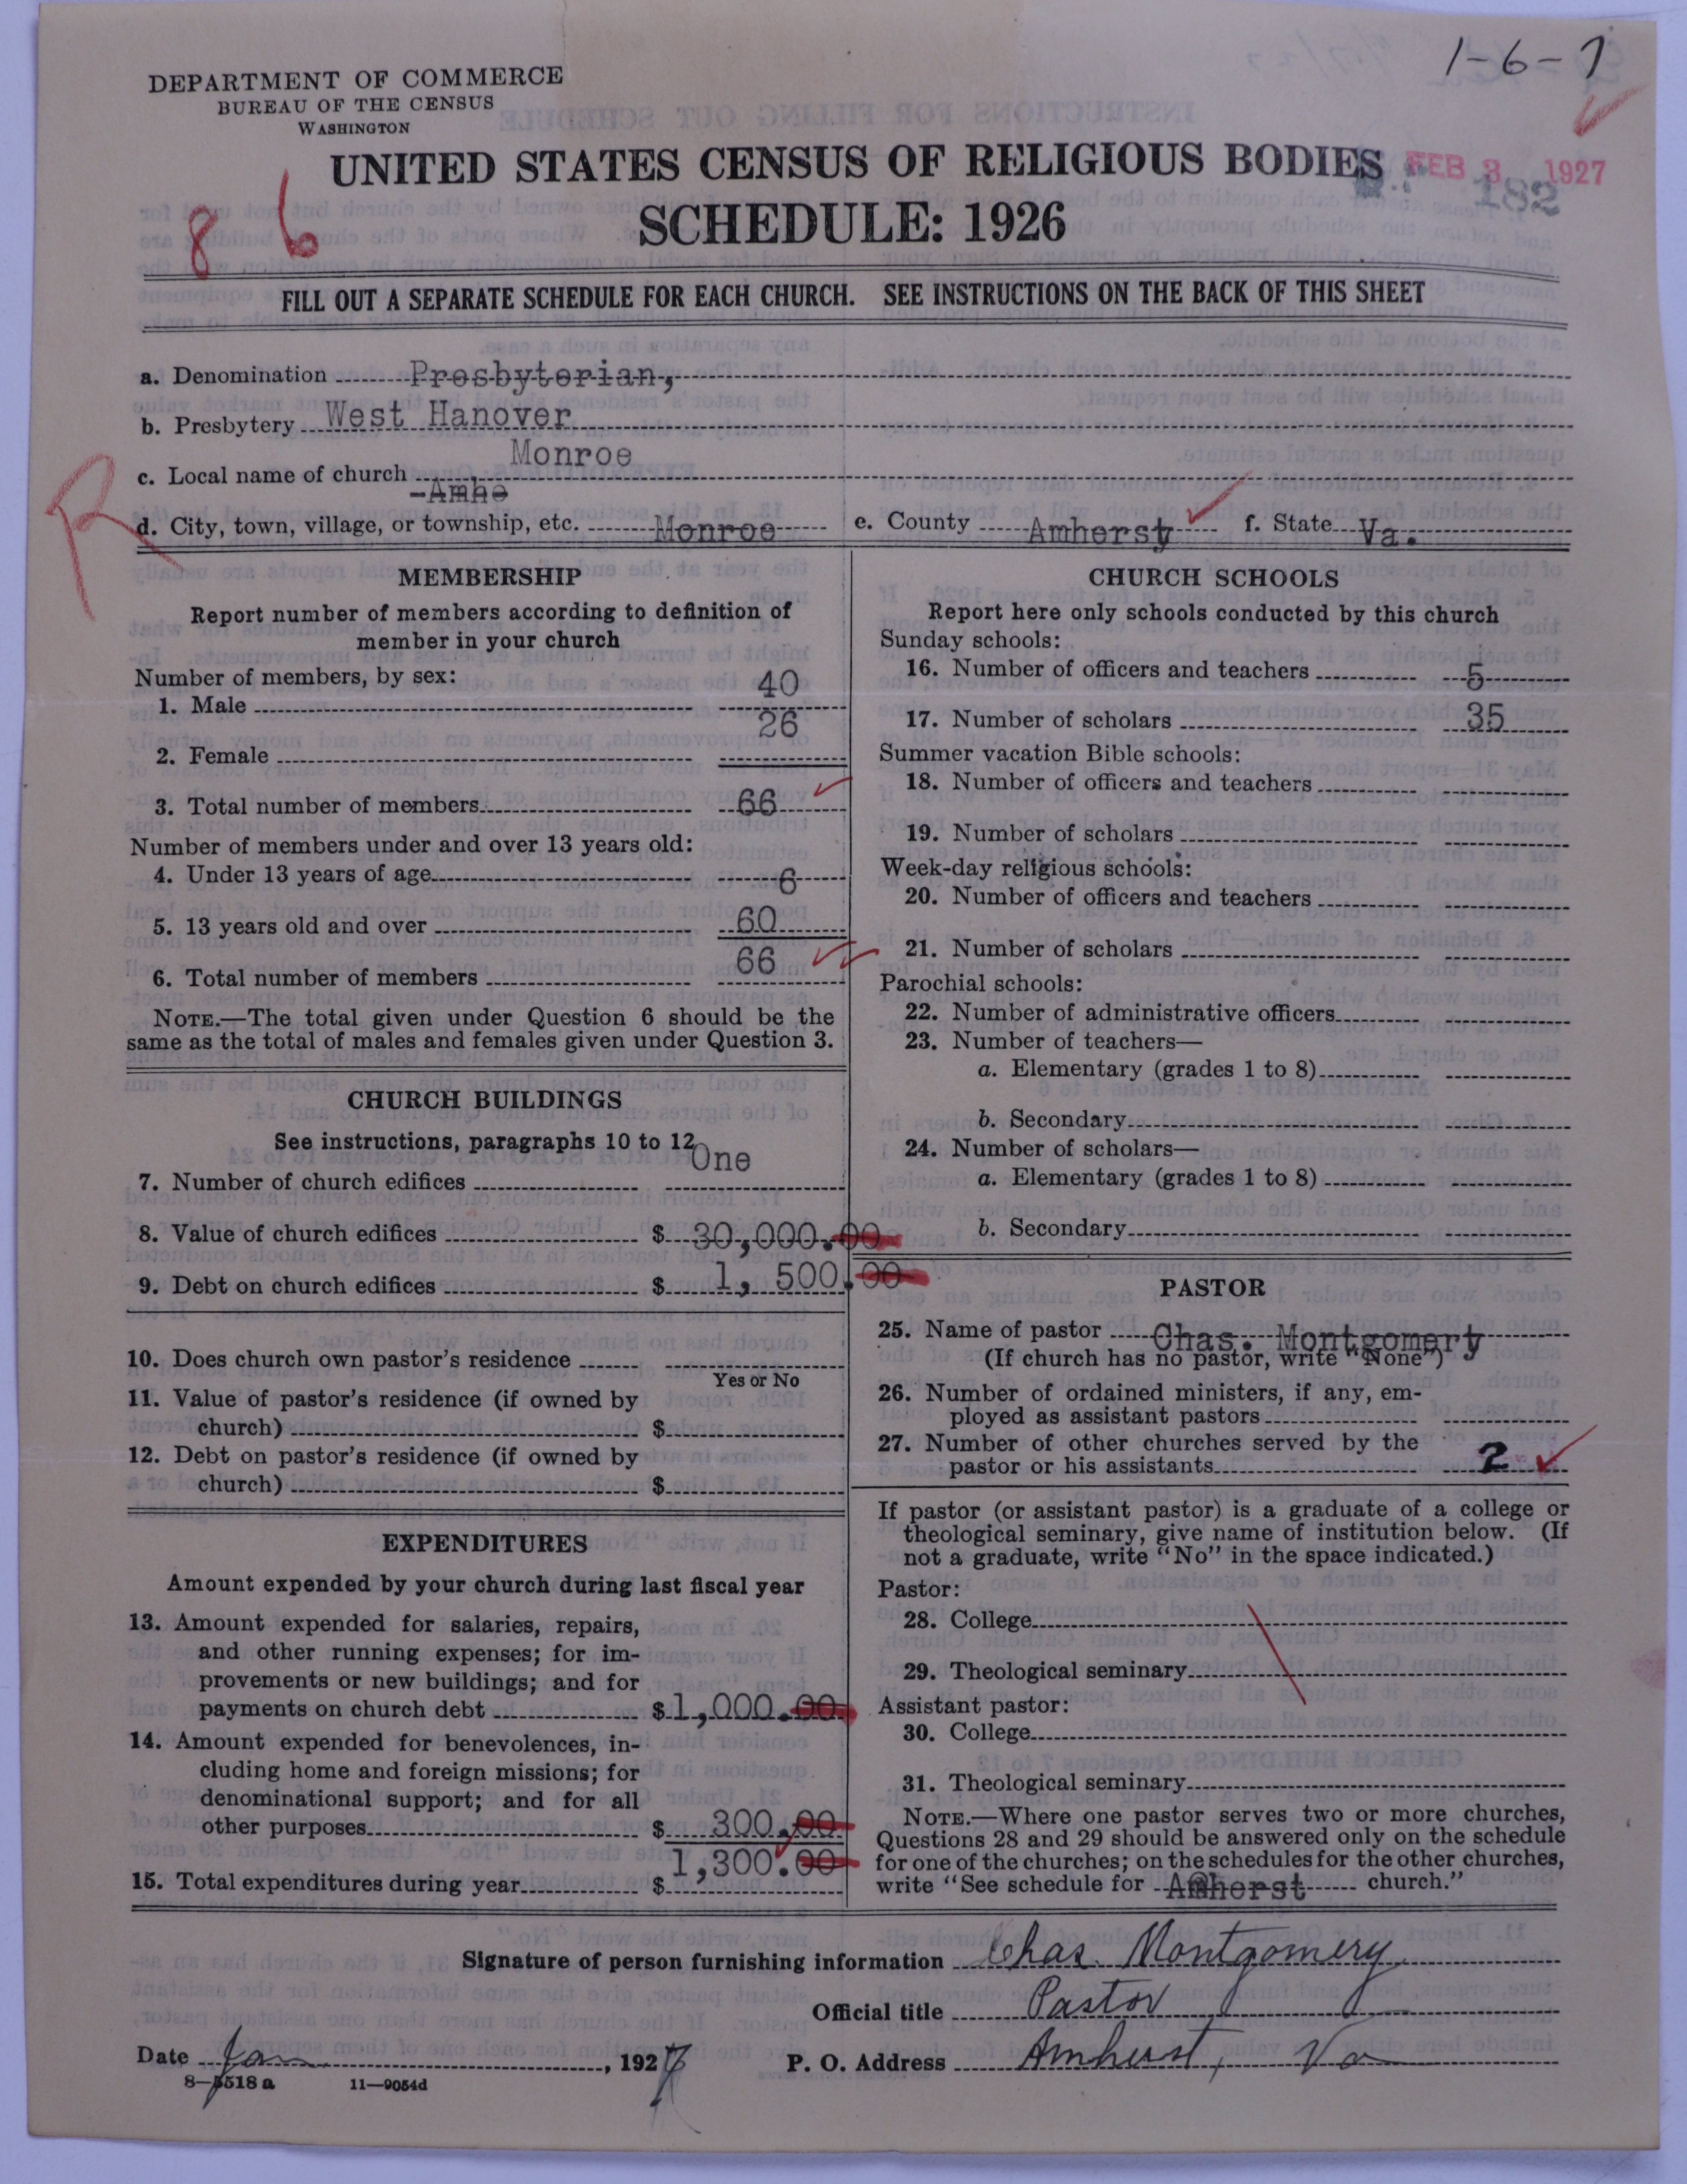 1-6-7
DEPARTMENT OF COMMERCE
BUREAU OF THE CENSUS
WASHINGTON
UNITED STATES CENSUS OF RELIGIOUS BODIES
FEB 3 1927
182
8 6
SCHEDULE: 1926
FILL OUT A SEPARATE SCHEDULE FOR EACH CHURCH. SEE INSTRUCTIONS ON THE BACK OF THIS SHEET
a. Denomination Presbyterian,
b. Presbytery West Hanover
c. Local name of church Monroe
Amhe
R
d. City, town, village, or township, etc. Monroe e. County Amherst f. State Va.
MEMBERSHIP
Report number of members according to definition of
member in your church
Number of members, by sex:
1. Male 40
2. Female 26
3. Total number of members 66
Number of members under and over 13 years old:
4. Under 13 years of age 6
5. 13 years old and over 60
6. Total number of members 66
NOTE.—The total given under Question 6 should be the
same as the total of males and females given under Question 3.
CHURCH BUILDINGS
See instructions, paragraphs 10 to 12
7. Number of church edifices One
8. Value of church edifices $ 30,000.00
9. Debt on church edifices $ 1, 500.00
10. Does church own pastor's residence
Yes or No
11. Value of pastor's residence (if owned by
church) $
12. Debt on pastor's residence (if owned by
church) $
EXPENDITURES
Amount expended by your church during last fiscal year
13. Amount expended for salaries, repairs,
and other running expenses; for im-
provements or new buildings; and for
payments on church debt $ 1,000.00
14. Amount expended for benevolences, in-
cluding home and foreign missions; for
denominational support; and for all
other purposes $ 300.00
15. Total expenditures during year $ 1,300.00
CHURCH SCHOOLS
Report here only schools conducted by this church
Sunday schools:
16. Number of officers and teachers 5
17. Number of scholars 35
Summer vacation Bible schools:
18. Number of officers and teachers
19. Number of scholars
Week-day religious schools:
20. Number of officers and teachers
21. Number of scholars
Parochial schools:
22. Number of administrative officers
23. Number of teachers—
a. Elementary (grades 1 to 8)
b. Secondary
24. Number of scholars—
a. Elementary (grades 1 to 8)
b. Secondary
PASTOR
25. Name of pastor Chas. Montgomery
(If church has no pastor, write "None")
26. Number of ordained ministers, if any, em-
ployed as assistant pastors
27. Number of other churches served by the
pastor or his assistants 2
If pastor (or assistant pastor) is a graduate of a college or
theological seminary, give name of institution below. (If
not a graduate, write "No" in the space indicated.)
Pastor:
28. College
29. Theological seminary
Assistant pastor:
30. College
31. Theological seminary
NOTE.—Where one pastor serves two or more churches,
Questions 28 and 29 should be answered only on the schedule
for one of the churches; on the schedules for the other churches,
write "See schedule for Amherst church."
Signature of person furnishing information Chas. Montgomery
Official title Pastor
Date Jan , 1927 P. O. Address Amherst, Va
8-5518 a 11-9054d